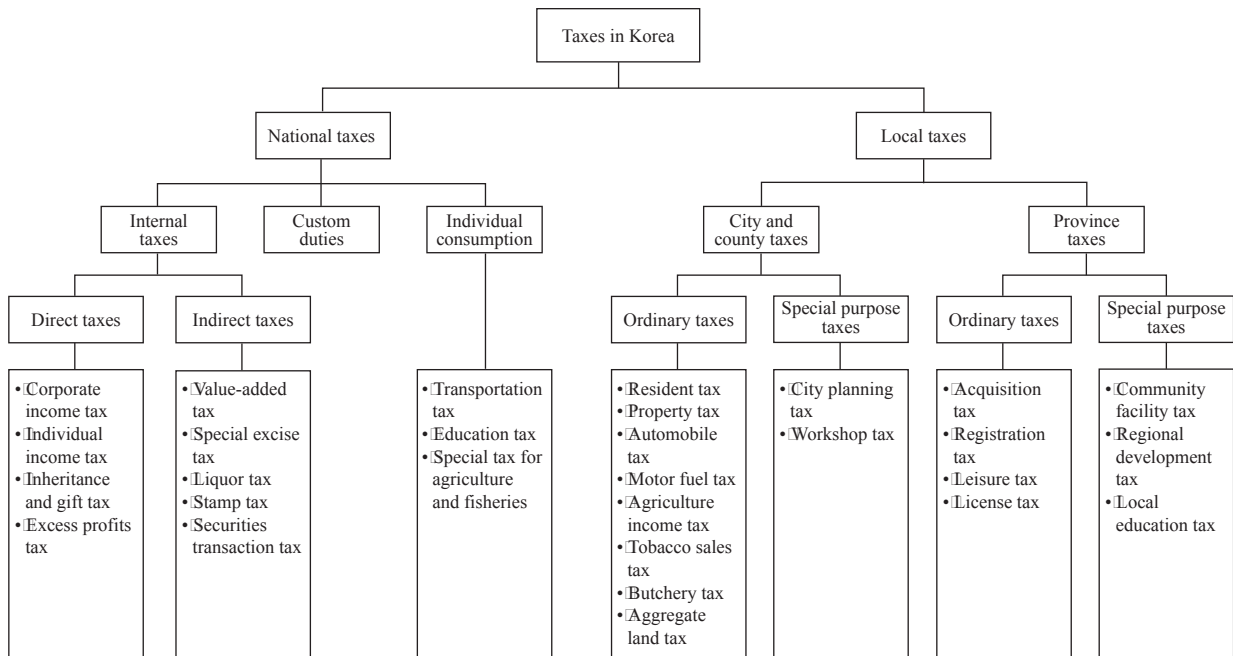 Taxes in Korea
National taxes
Local taxes
Internal
taxes
Custom
duties
Individual
consumption
City and
county taxes
Province
taxes
Direct taxes
Indirect taxes
Ordinary taxes
Special purpose
taxes
Ordinary taxes
Special purpose
taxes
• Corporate
income tax
• Individual
income tax
• Inheritance
and gift tax
• Excess profits
tax
• Value-added
tax
• Special excise
tax
• Liquor tax
• Stamp tax
• Securities
transaction tax
• Transportation
tax
• Education tax
• Special tax for
agriculture
and fisheries
• Resident tax
• Property tax
• Automobile
tax
• Motor fuel tax
• Agriculture
income tax
• Tobacco sales
tax
• Butchery tax
• Aggregate
land tax
• City planning
tax
• Workshop tax
• Acquisition
tax
• Registration
tax
• Leisure tax
• License tax
• Community
facility tax
• Regional
development
tax
• Local
education tax